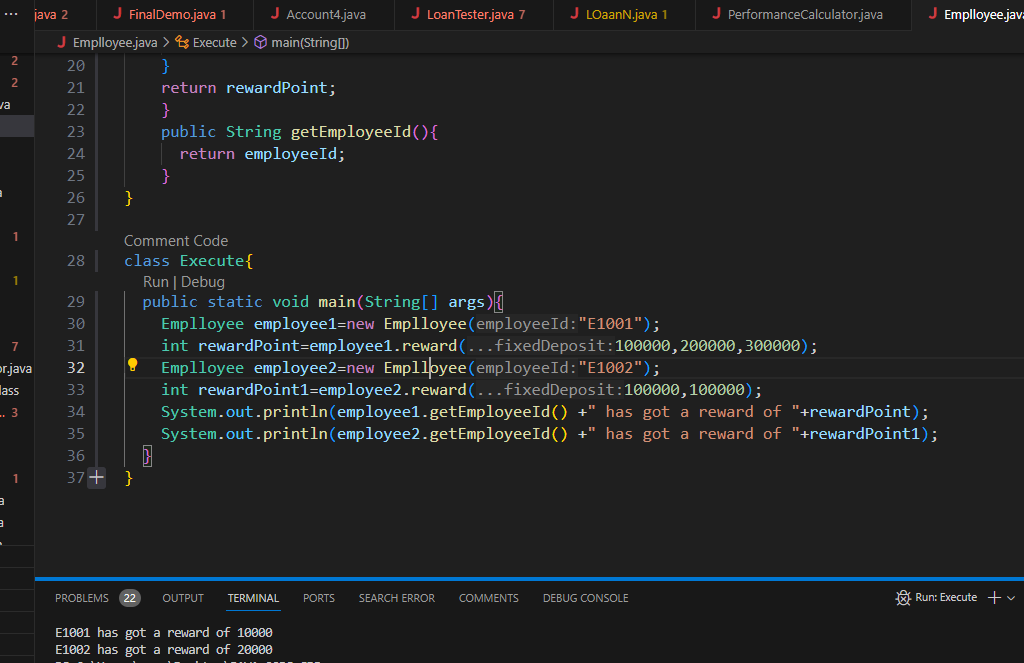 ... java 2 FinalDemo.java 1 Account4.java LoanTester.java 7 LOaanN.java 1 PerformanceCalculator.java Emplloyee.java
Emplloyee.java > Execute > main(String[])
2
2
va
1
1
7
or.java
lass
.. 3
1
a
a
20 }
21 return rewardPoint;
22 }
23 public String getEmployeeId(){
24 return employeeId;
25 }
26 }
27
Comment Code
28 class Execute{
Run | Debug
29 public static void main(String[] args){
30 Emplloyee employee1=new Emplloyee(employeeId:"E1001");
31 int rewardPoint=employee1.reward(...fixedDeposit:100000,200000,300000);
32 Emplloyee employee2=new Emplloyee(employeeId:"E1002");
33 int rewardPoint1=employee2.reward(...fixedDeposit:100000,100000);
34 System.out.println(employee1.getEmployeeId() +" has got a reward of "+rewardPoint);
35 System.out.println(employee2.getEmployeeId() +" has got a reward of "+rewardPoint1);
36 }
37 }
PROBLEMS 22 OUTPUT TERMINAL PORTS SEARCH ERROR COMMENTS DEBUG CONSOLE Run: Execute
E1001 has got a reward of 10000
E1002 has got a reward of 20000